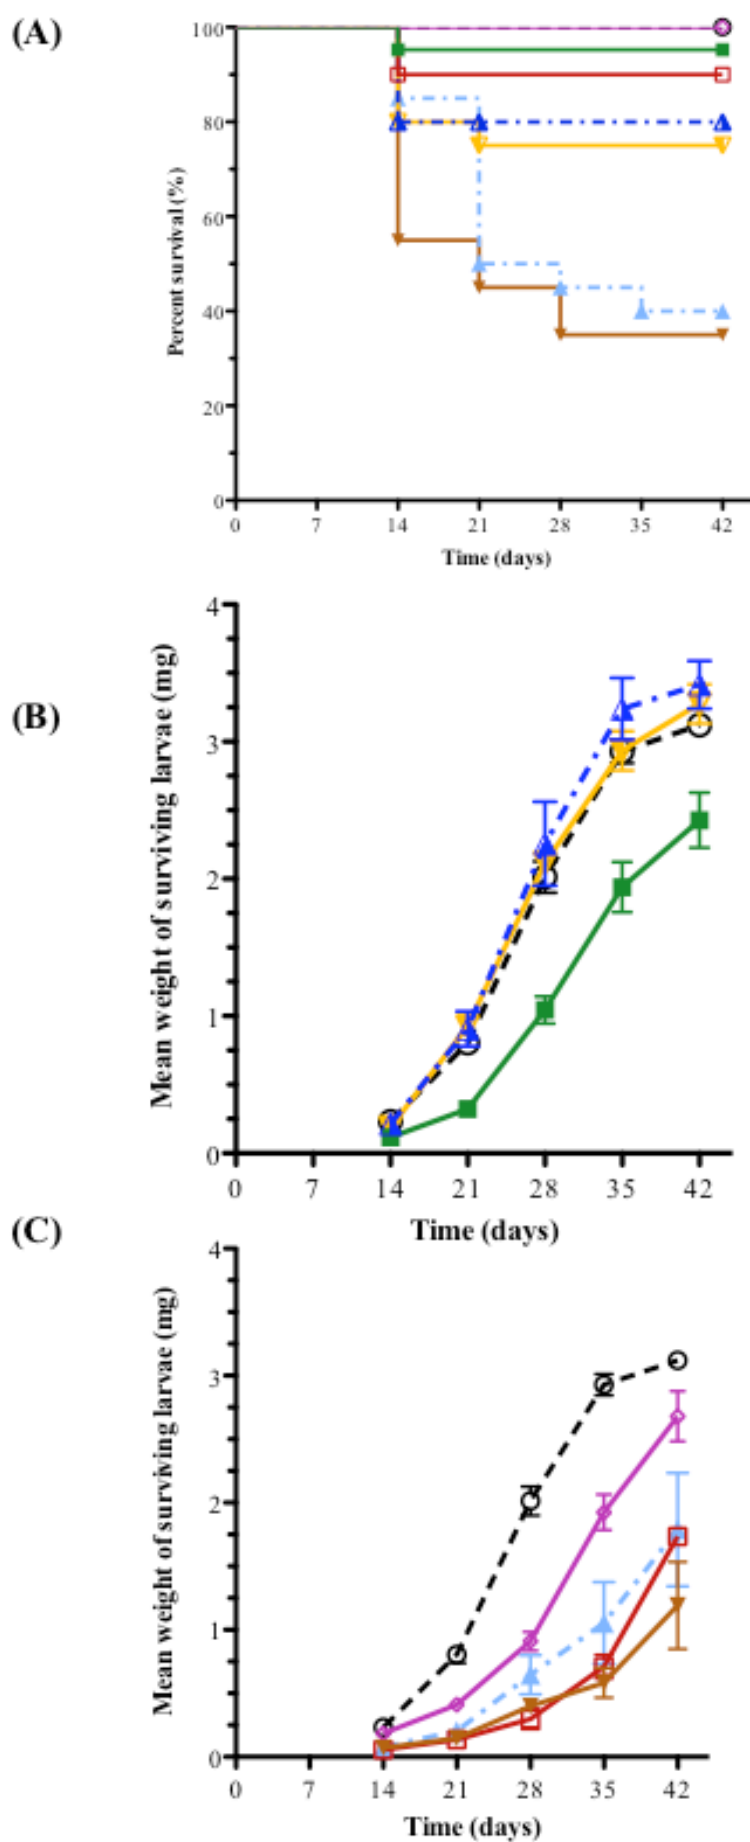 (A)
Percent survival (%)
100
80
60
40
20
0
0 7 14 21 28 35 42
Time (days)
(B)
Mean weight of surviving larvae (mg)
4
3
2
1
0
0 7 14 21 28 35 42
Time (days)
(C)
Mean weight of surviving larvae (mg)
4
3
2
1
0
0 7 14 21 28 35 42
Time (days)